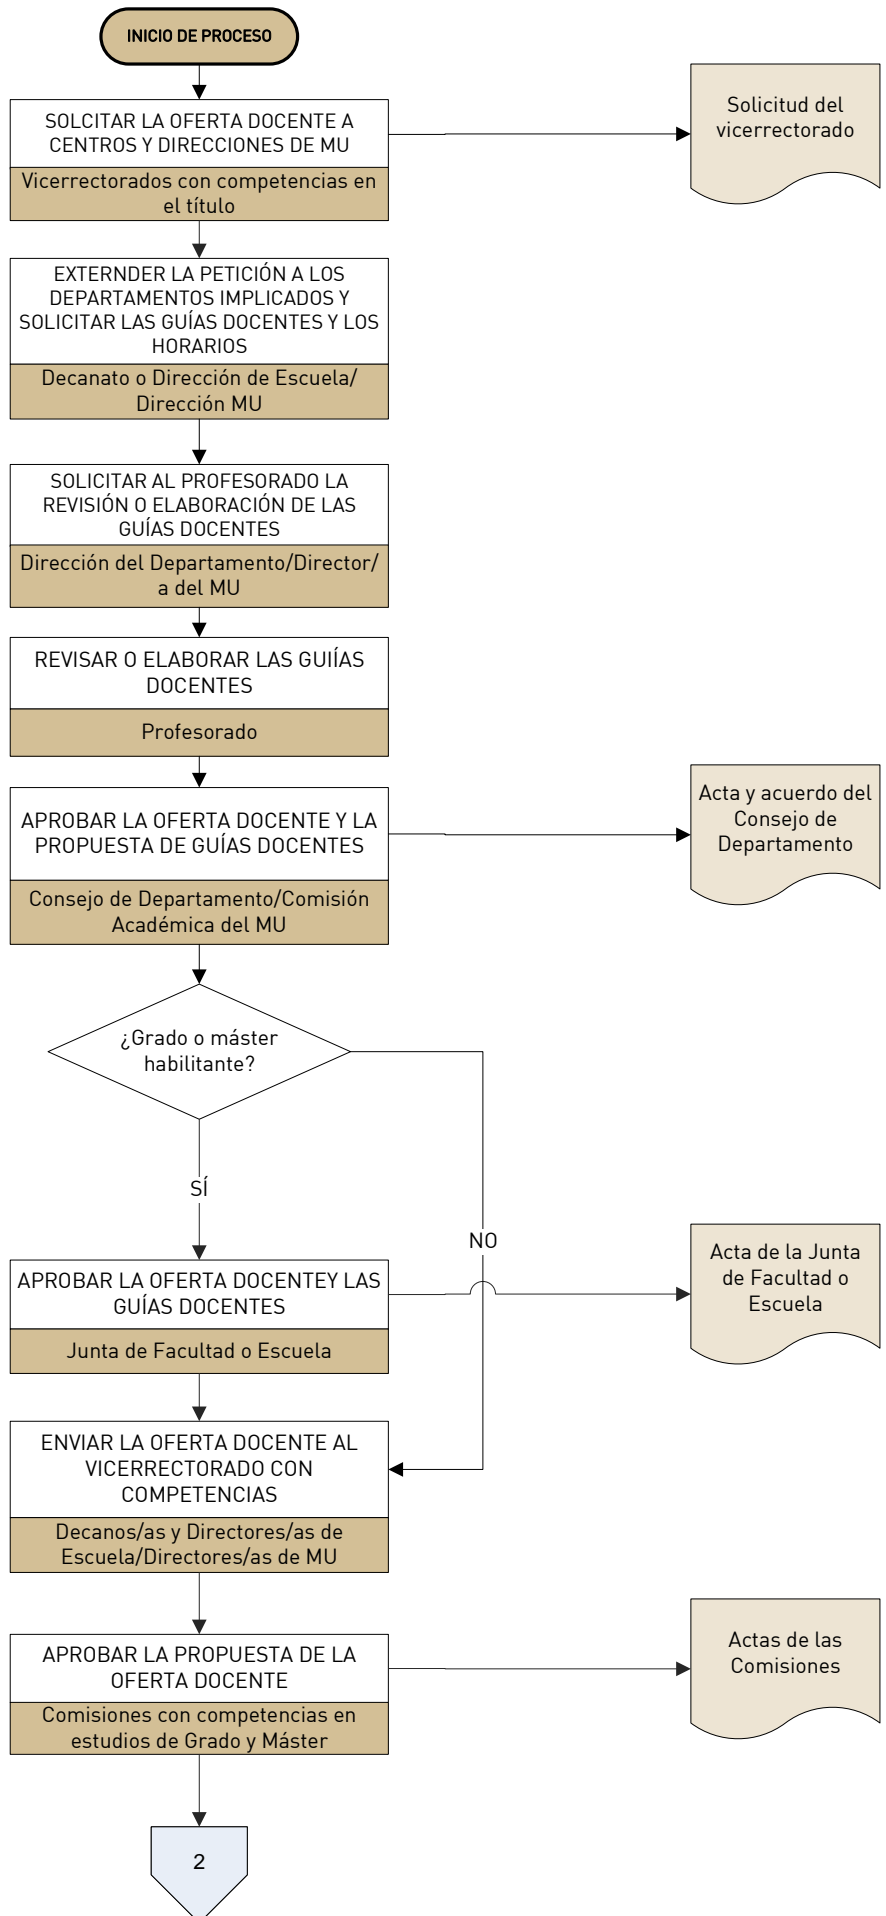 INICIO DE PROCESO
SOLCITAR LA OFERTA DOCENTE A
CENTROS Y DIRECCIONES DE MU
Vicerrectorados con competencias en
el título
Solicitud del
vicerrectorado
EXTERNDER LA PETICIÓN A LOS
DEPARTAMENTOS IMPLICADOS Y
SOLICITAR LAS GUÍAS DOCENTES Y LOS
HORARIOS
Decanato o Dirección de Escuela/
Dirección MU
SOLICITAR AL PROFESORADO LA
REVISIÓN O ELABORACIÓN DE LAS
GUÍAS DOCENTES
Dirección del Departamento/Director/
a del MU
REVISAR O ELABORAR LAS GUIÍAS
DOCENTES
Profesorado
APROBAR LA OFERTA DOCENTE Y LA
PROPUESTA DE GUÍAS DOCENTES
Consejo de Departamento/Comisión
Académica del MU
Acta y acuerdo del
Consejo de
Departamento
¿Grado o máster
habilitante?
SÍ
NO
APROBAR LA OFERTA DOCENTEY LAS
GUÍAS DOCENTES
Junta de Facultad o Escuela
Acta de la Junta
de Facultad o
Escuela
ENVIAR LA OFERTA DOCENTE AL
VICERRECTORADO CON
COMPETENCIAS
Decanos/as y Directores/as de
Escuela/Directores/as de MU
APROBAR LA PROPUESTA DE LA
OFERTA DOCENTE
Comisiones con competencias en
estudios de Grado y Máster
Actas de las
Comisiones
2